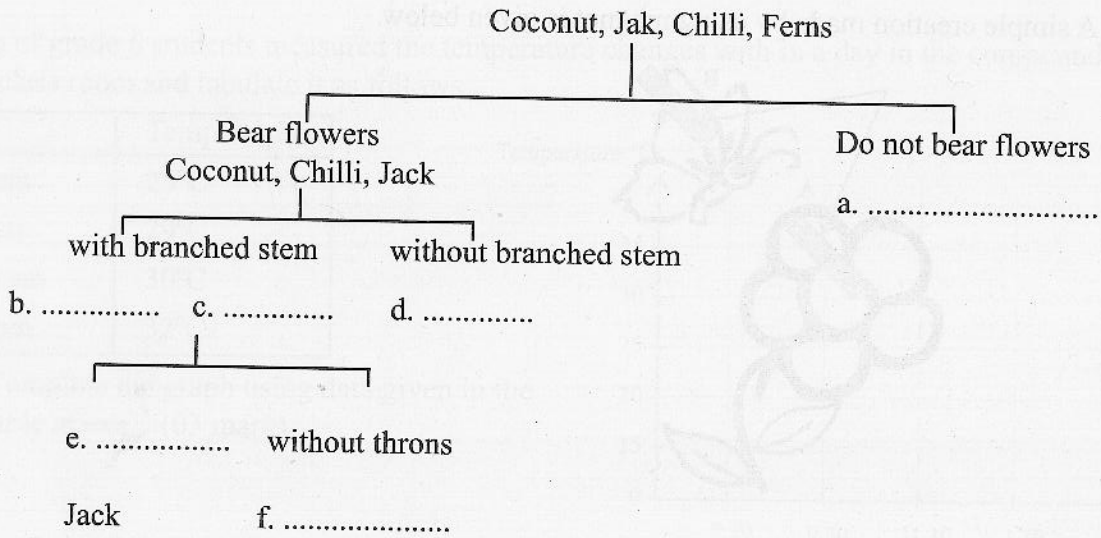 Coconut, Jak, Chilli, Ferns
Bear flowers
Do not bear flowers
Coconut, Chilli, Jack
a. ................................
with branched stem without branched stem
b. ................ c. ............... d. ...............
e. .................. without throns
Jack f. ......................